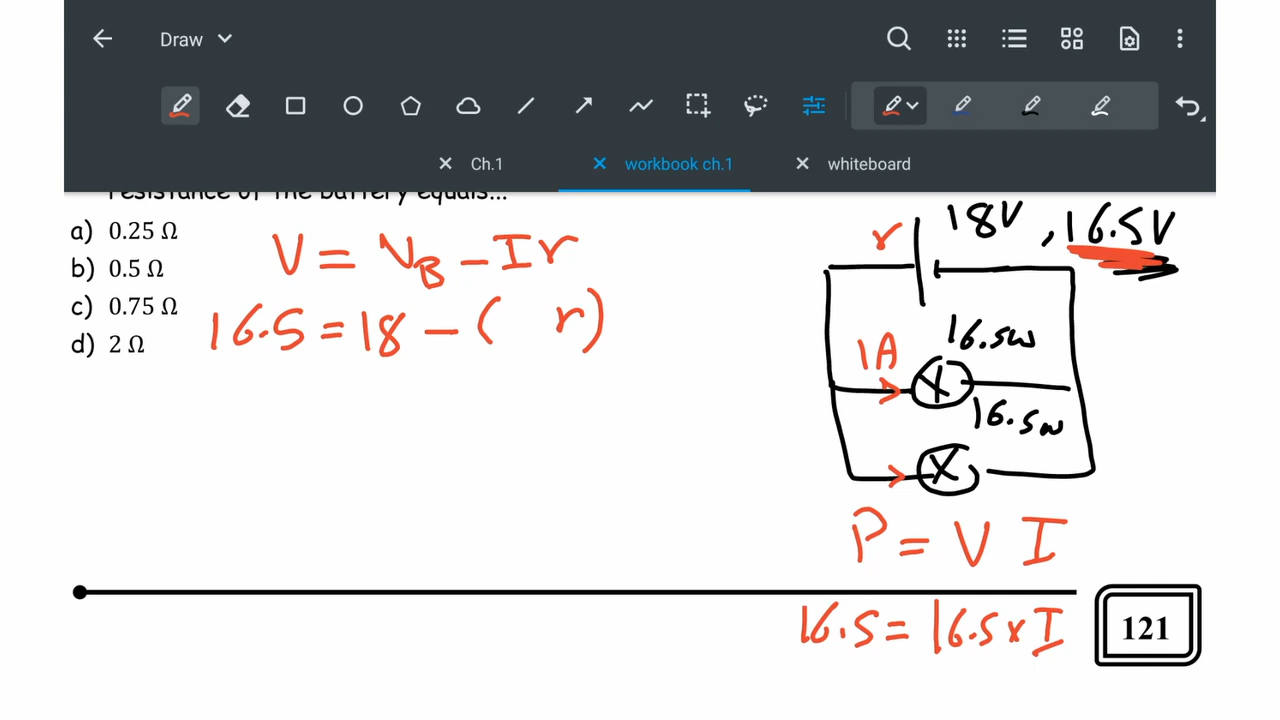 Draw
Ch.1
workbook ch.1
whiteboard
resistance of the battery equals...
a) 0.25 Ω
b) 0.5 Ω
c) 0.75 Ω
d) 2 Ω
V = V_B - Ir
16.5 = 18 - ( r)
r
18V, 16.5V
16.5w
1A
16.5w
P = V I
16.5 = 16.5 x I
121